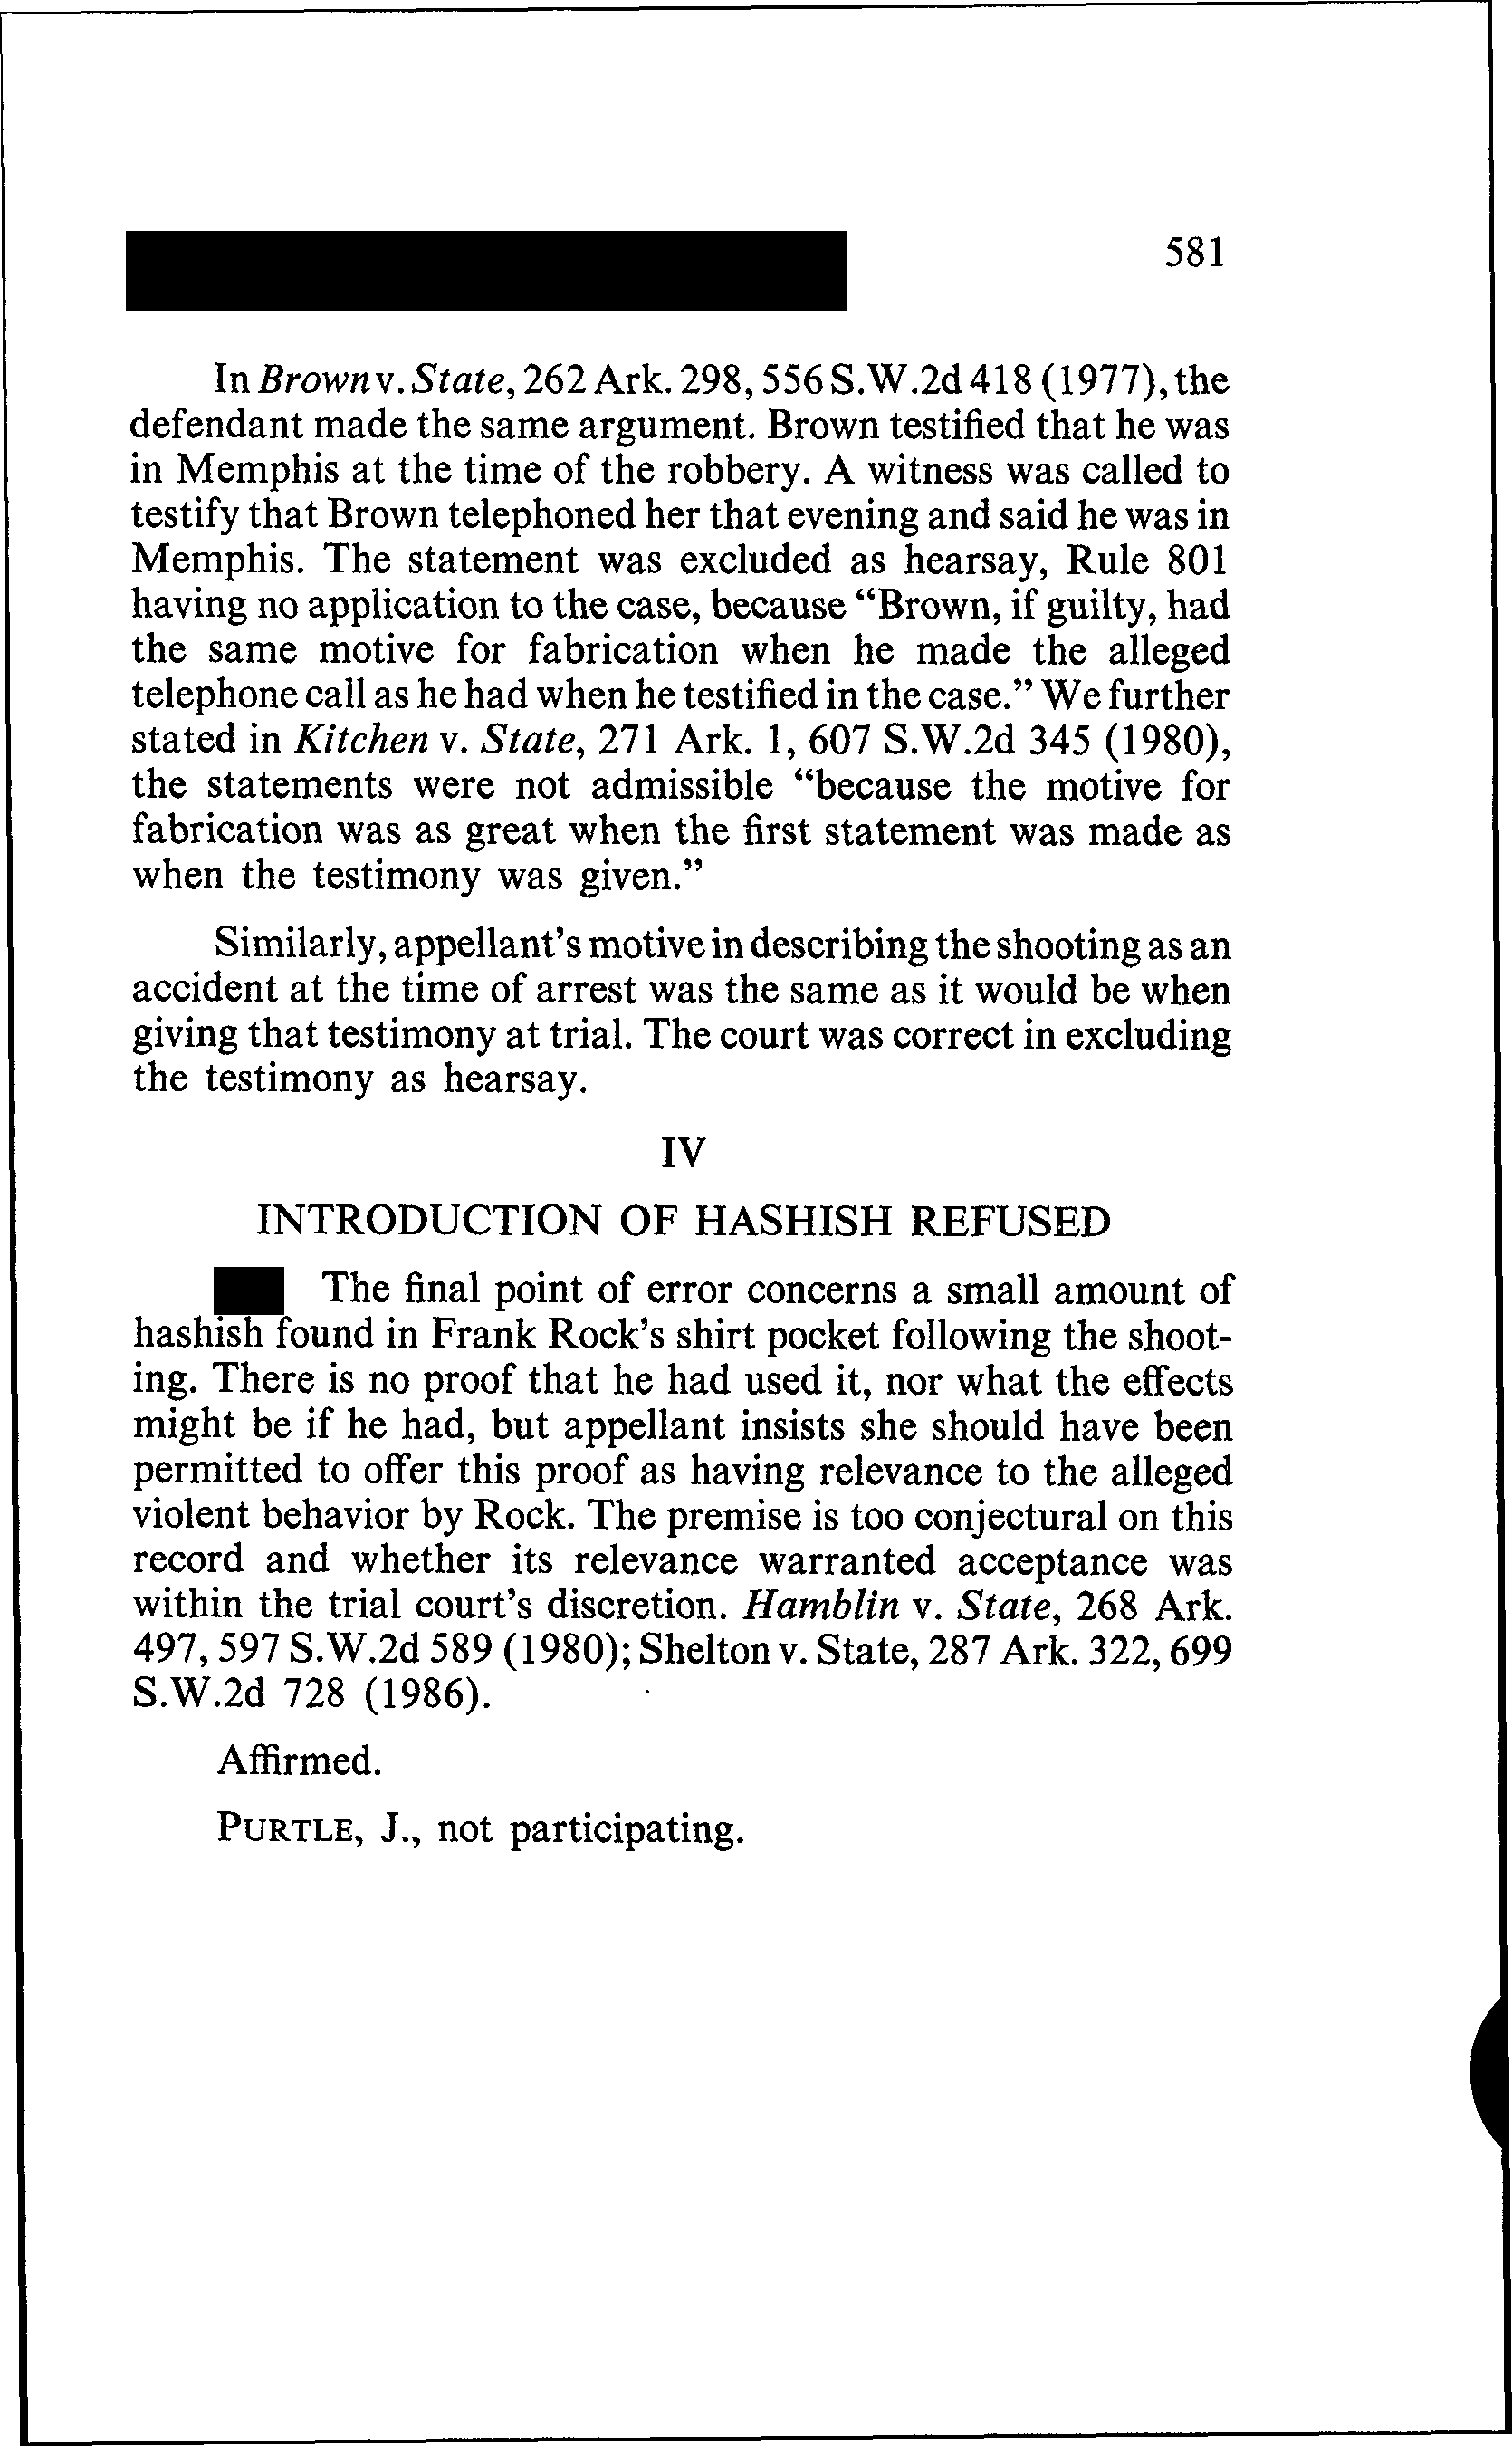 581
In Brown v. State, 262 Ark. 298, 556 S.W.2d 418 (1977), the
defendant made the same argument. Brown testified that he was
in Memphis at the time of the robbery. A witness was called to
testify that Brown telephoned her that evening and said he was in
Memphis. The statement was excluded as hearsay, Rule 801
having no application to the case, because “Brown, if guilty, had
the same motive for fabrication when he made the alleged
telephone call as he had when he testified in the case.” We further
stated in Kitchen v. State, 271 Ark. 1, 607 S.W.2d 345 (1980),
the statements were not admissible “because the motive for
fabrication was as great when the first statement was made as
when the testimony was given.”
Similarly, appellant’s motive in describing the shooting as an
accident at the time of arrest was the same as it would be when
giving that testimony at trial. The court was correct in excluding
the testimony as hearsay.
IV
INTRODUCTION OF HASHISH REFUSED
The final point of error concerns a small amount of
hashish found in Frank Rock’s shirt pocket following the shoot-
ing. There is no proof that he had used it, nor what the effects
might be if he had, but appellant insists she should have been
permitted to offer this proof as having relevance to the alleged
violent behavior by Rock. The premise is too conjectural on this
record and whether its relevance warranted acceptance was
within the trial court’s discretion. Hamblin v. State, 268 Ark.
497, 597 S.W.2d 589 (1980); Shelton v. State, 287 Ark. 322, 699
S.W.2d 728 (1986).
Affirmed.
PURTLE, J., not participating.